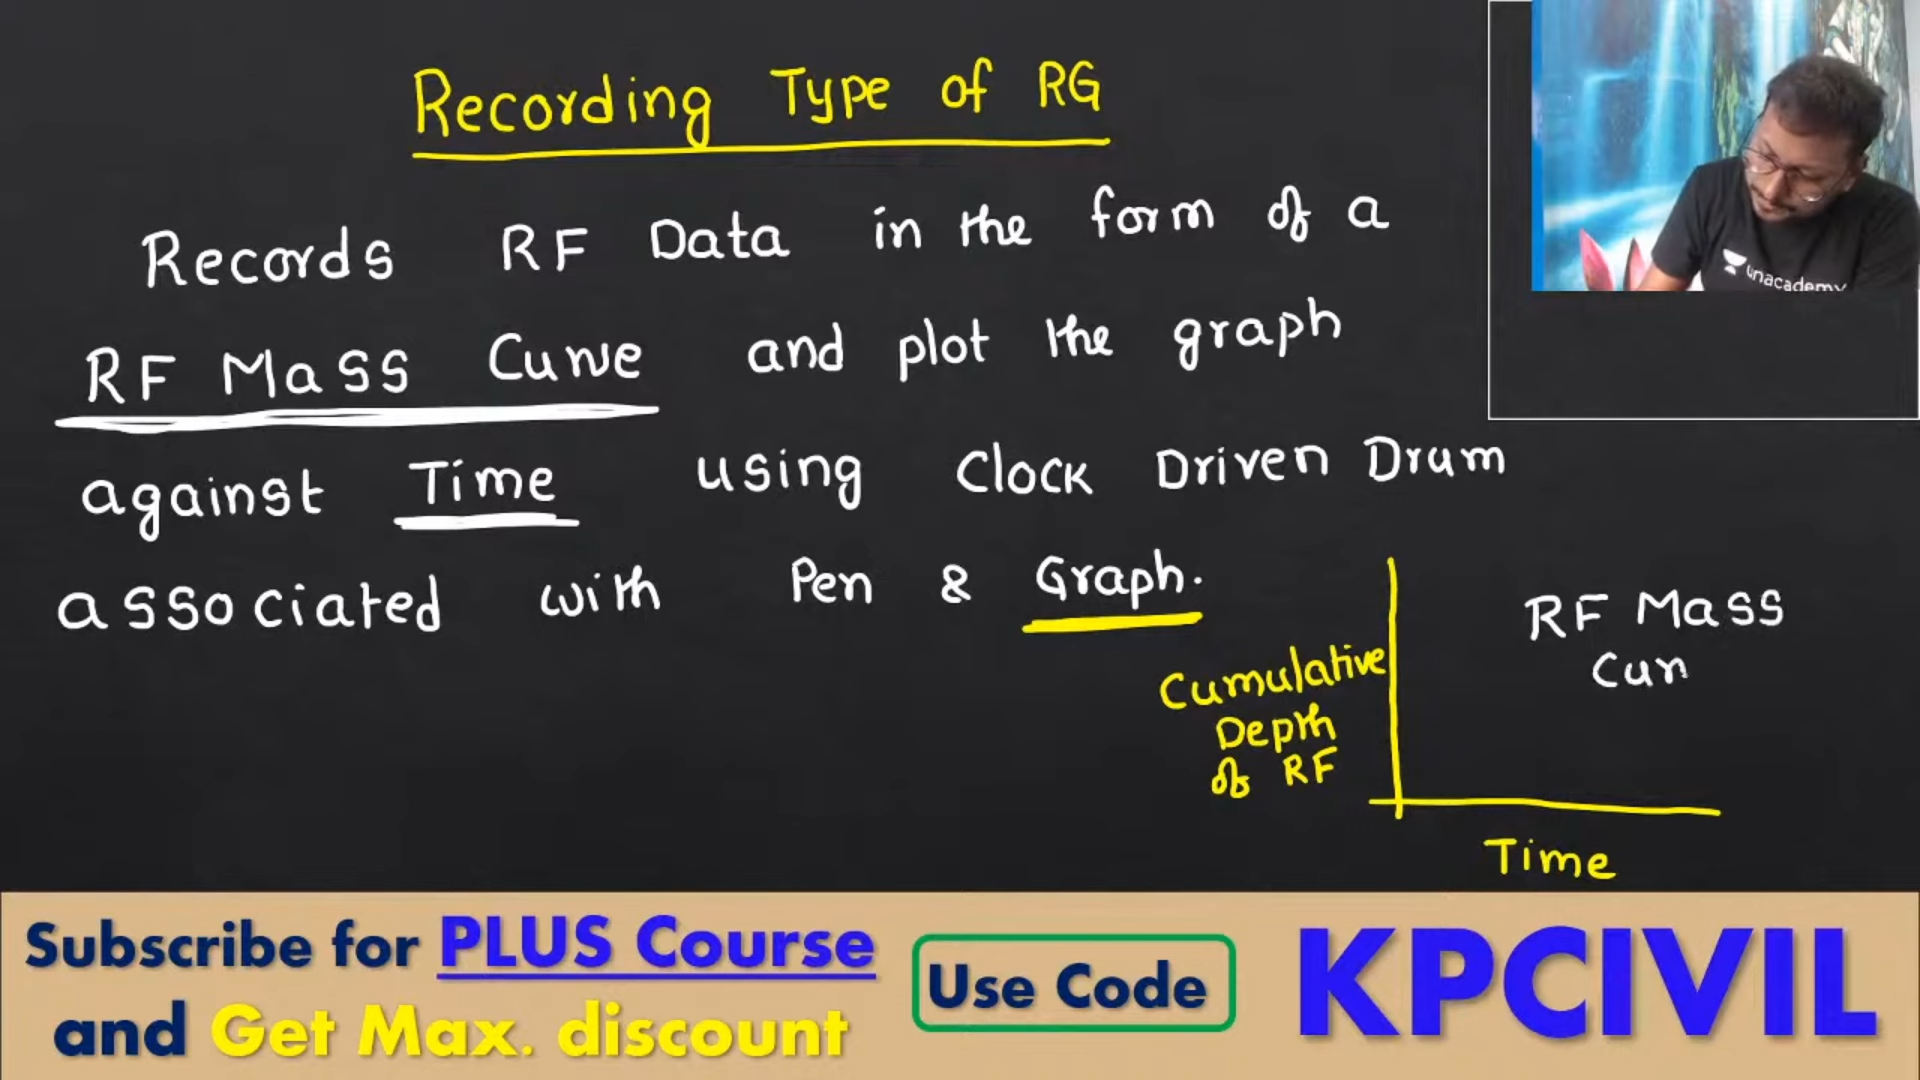 Recording Type of RG
Records RF Data in the form of a
RF Mass Curve and plot the graph
against Time using Clock Driven Drum
associated with Pen & Graph.
RF Mass
Cur
Cumulative
Depth
of RF
Time
unacademy
Subscribe for PLUS Course
and Get Max. discount
Use Code
KPCIVIL